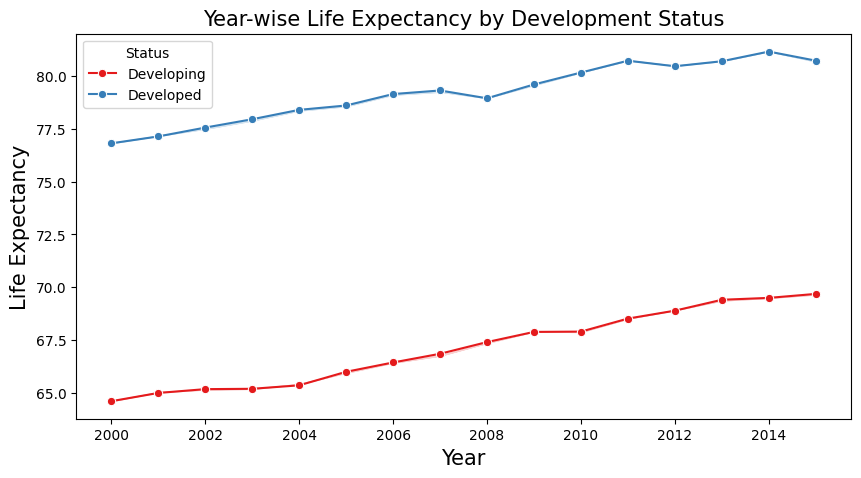 Year-wise Life Expectancy by Development Status
Status
Developing
Developed
Life Expectancy
80.0
77.5
75.0
72.5
70.0
67.5
65.0
2000
2002
2004
2006
2008
2010
2012
2014
Year